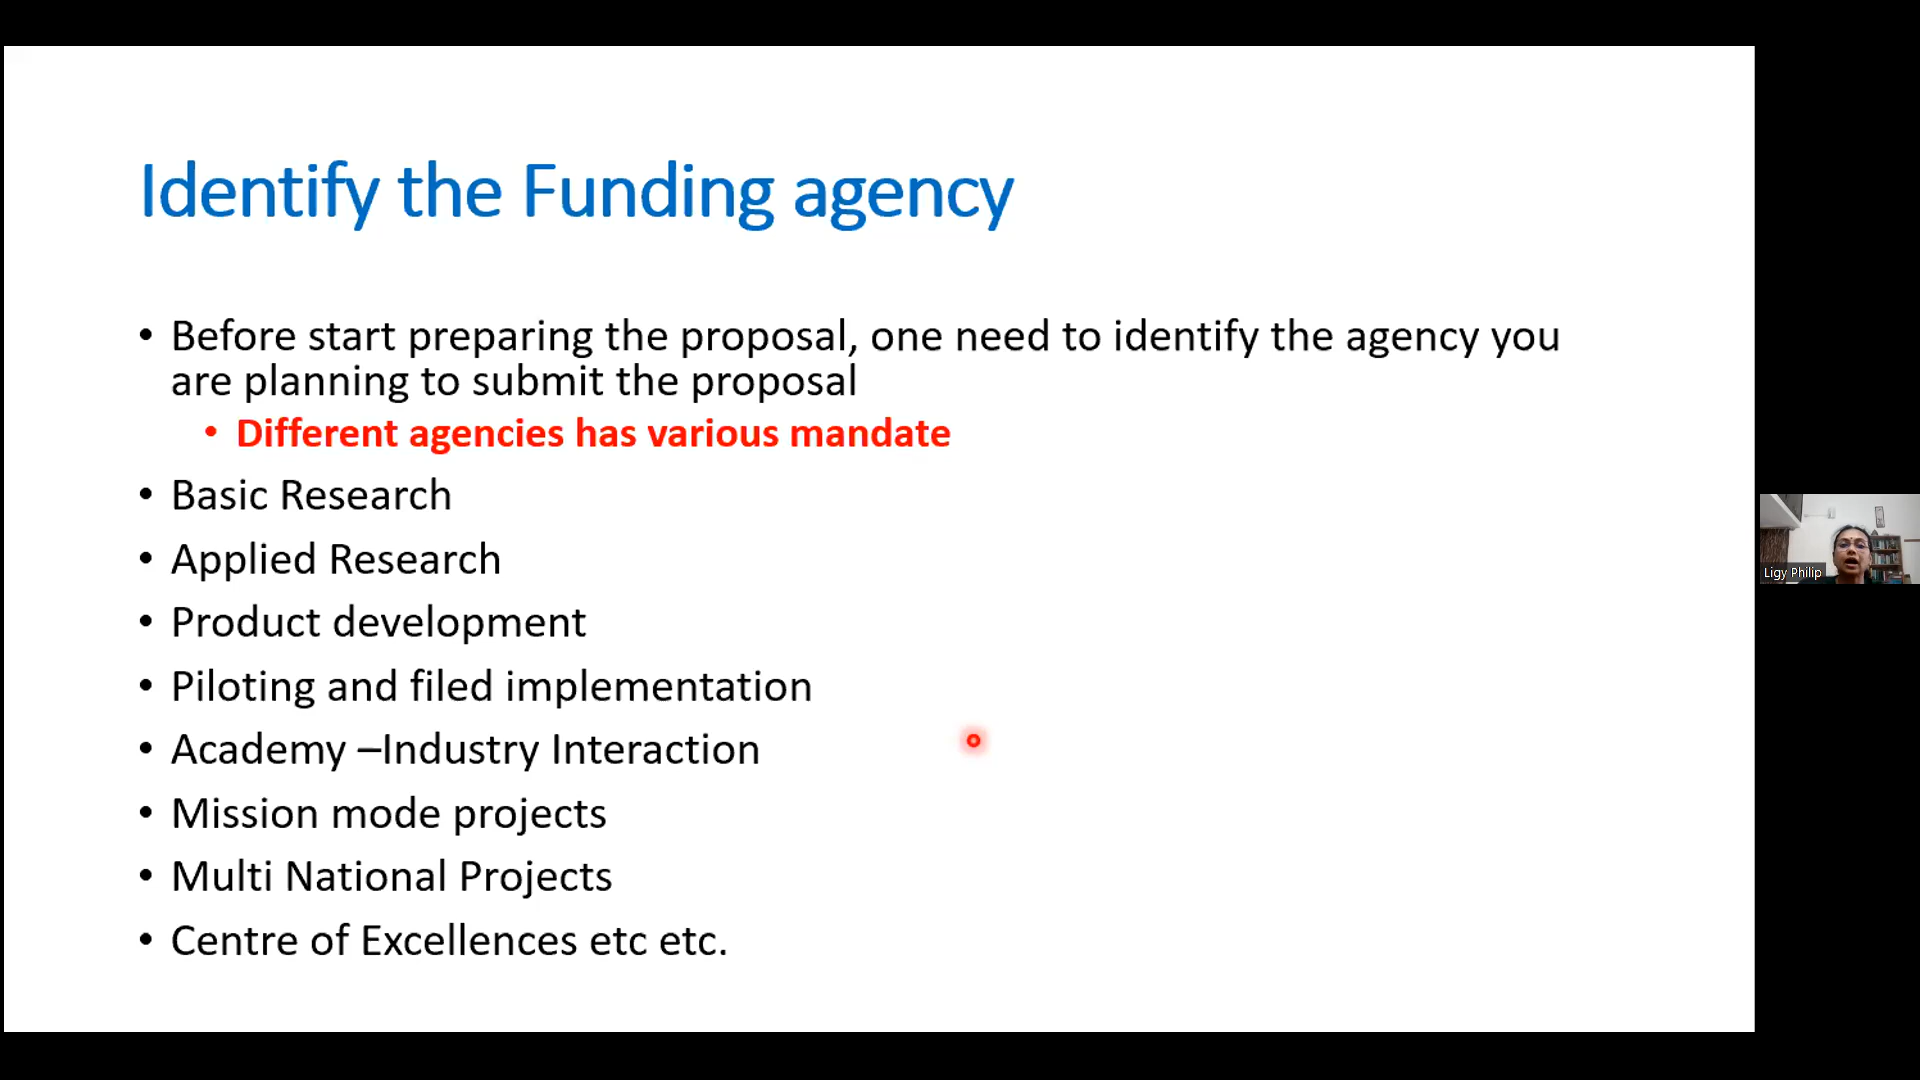 Identify the Funding agency
• Before start preparing the proposal, one need to identify the agency you
are planning to submit the proposal
• Different agencies has various mandate
• Basic Research
• Applied Research
• Product development
• Piloting and filed implementation
• Academy –Industry Interaction
• Mission mode projects
• Multi National Projects
• Centre of Excellences etc etc.
Ligy Philip